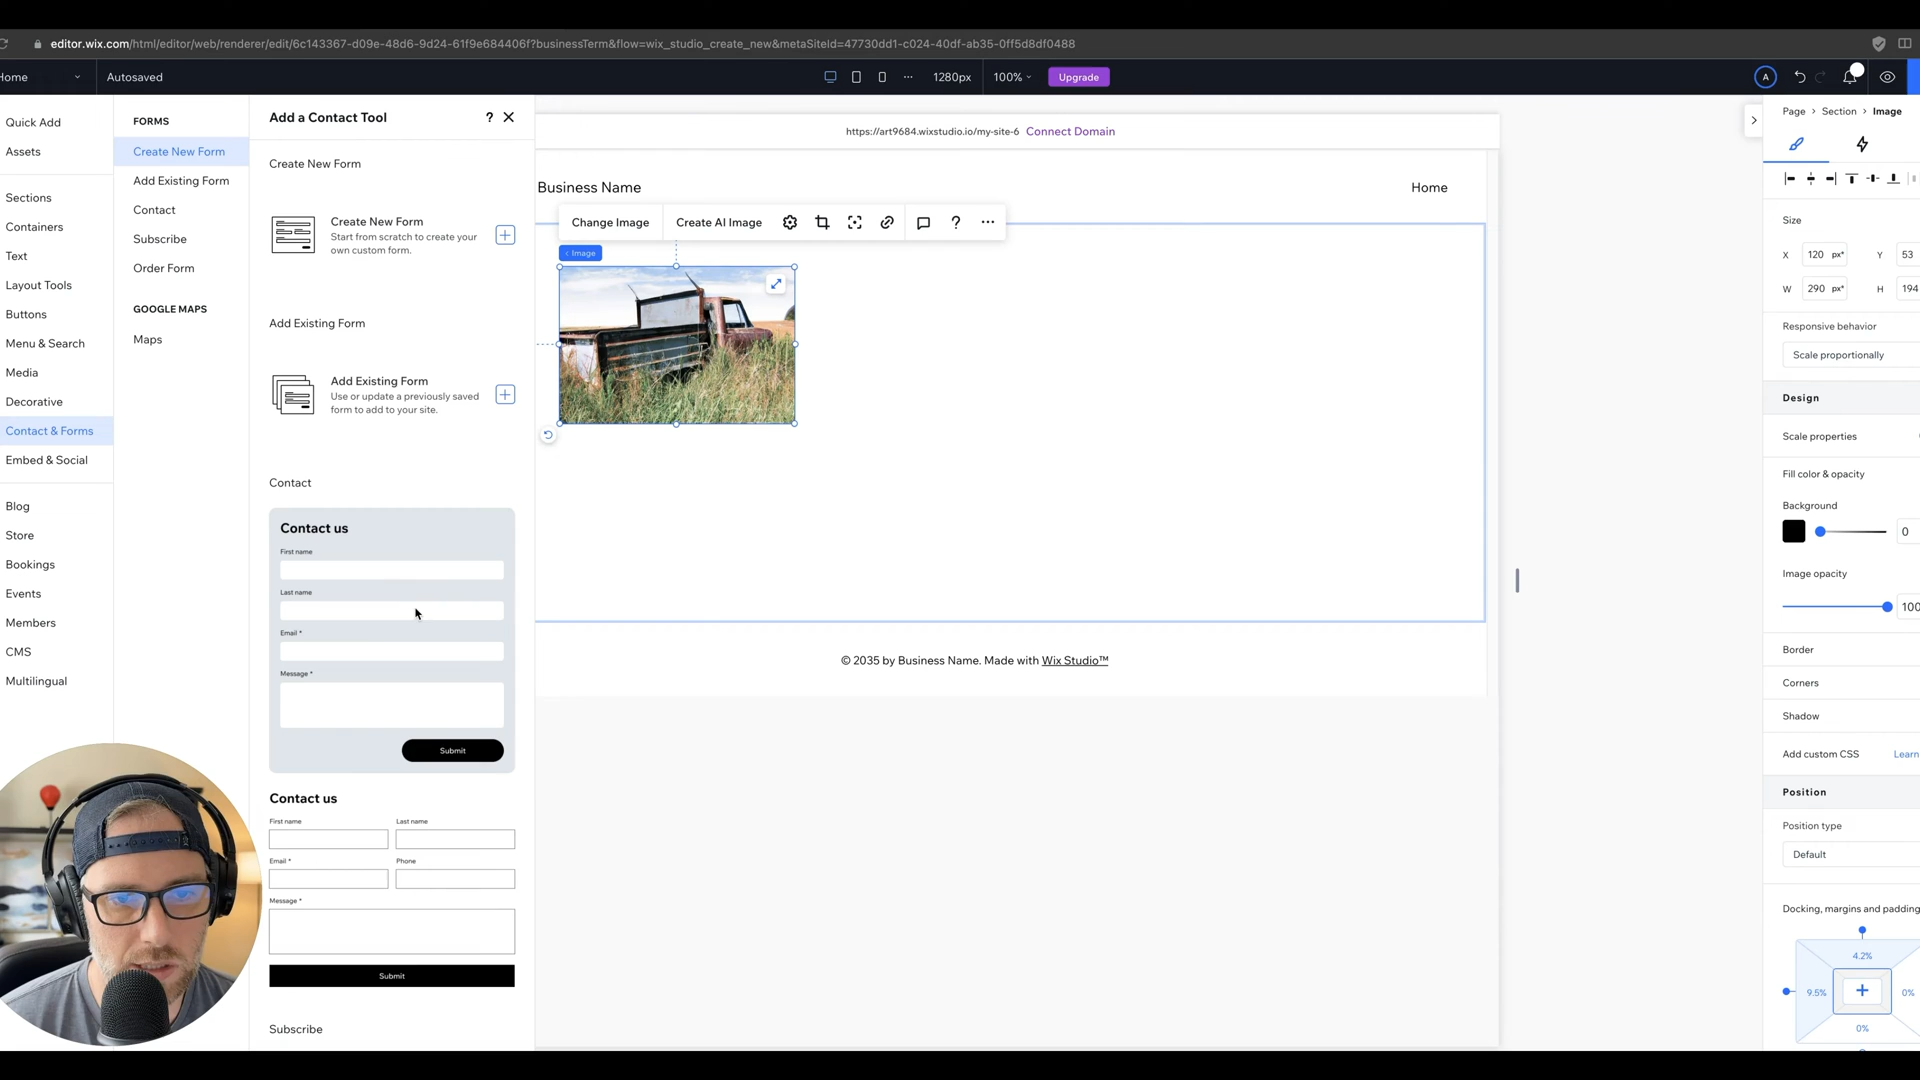 editor.wix.com/html/editor/web/renderer/edit/6c143367-d09e-48d6-9d24-61f9e684406f?businessTerm&flow=wix_studio_create_new&metaSiteId=47730dd1-c024-40df-ab35-0ff5d8df0488
Home
Autosaved
1280px
100%
Upgrade
A
Quick Add
Assets
Sections
Containers
Text
Layout Tools
Buttons
Menu & Search
Media
Decorative
Contact & Forms
Embed & Social
Blog
Store
Bookings
Events
Members
CMS
Multilingual
FORMS
Create New Form
Add Existing Form
Contact
Subscribe
Order Form
GOOGLE MAPS
Maps
Add a Contact Tool
?
Create New Form
Create New Form
Start from scratch to create your
own custom form.
Add Existing Form
Add Existing Form
Use or update a previously saved
form to add to your site.
Contact
Contact us
First name
Last name
Email *
Message *
Submit
Contact us
First name Last name
Email * Phone
Message *
Submit
Subscribe
https://art9684.wixstudio.io/my-site-6 Connect Domain
Business Name
Home
Change Image
Create AI Image
?
< Image
© 2035 by Business Name. Made with Wix Studio™
Page > Section > Image
Size
X 120 px* Y 53
W 290 px* H 194
Responsive behavior
Scale proportionally
Design
Scale properties
Fill color & opacity
Background
0
Image opacity
100
Border
Corners
Shadow
Add custom CSS Learn
Position
Position type
Default
Docking, margins and padding
4.2%
9.5%
0%
0%